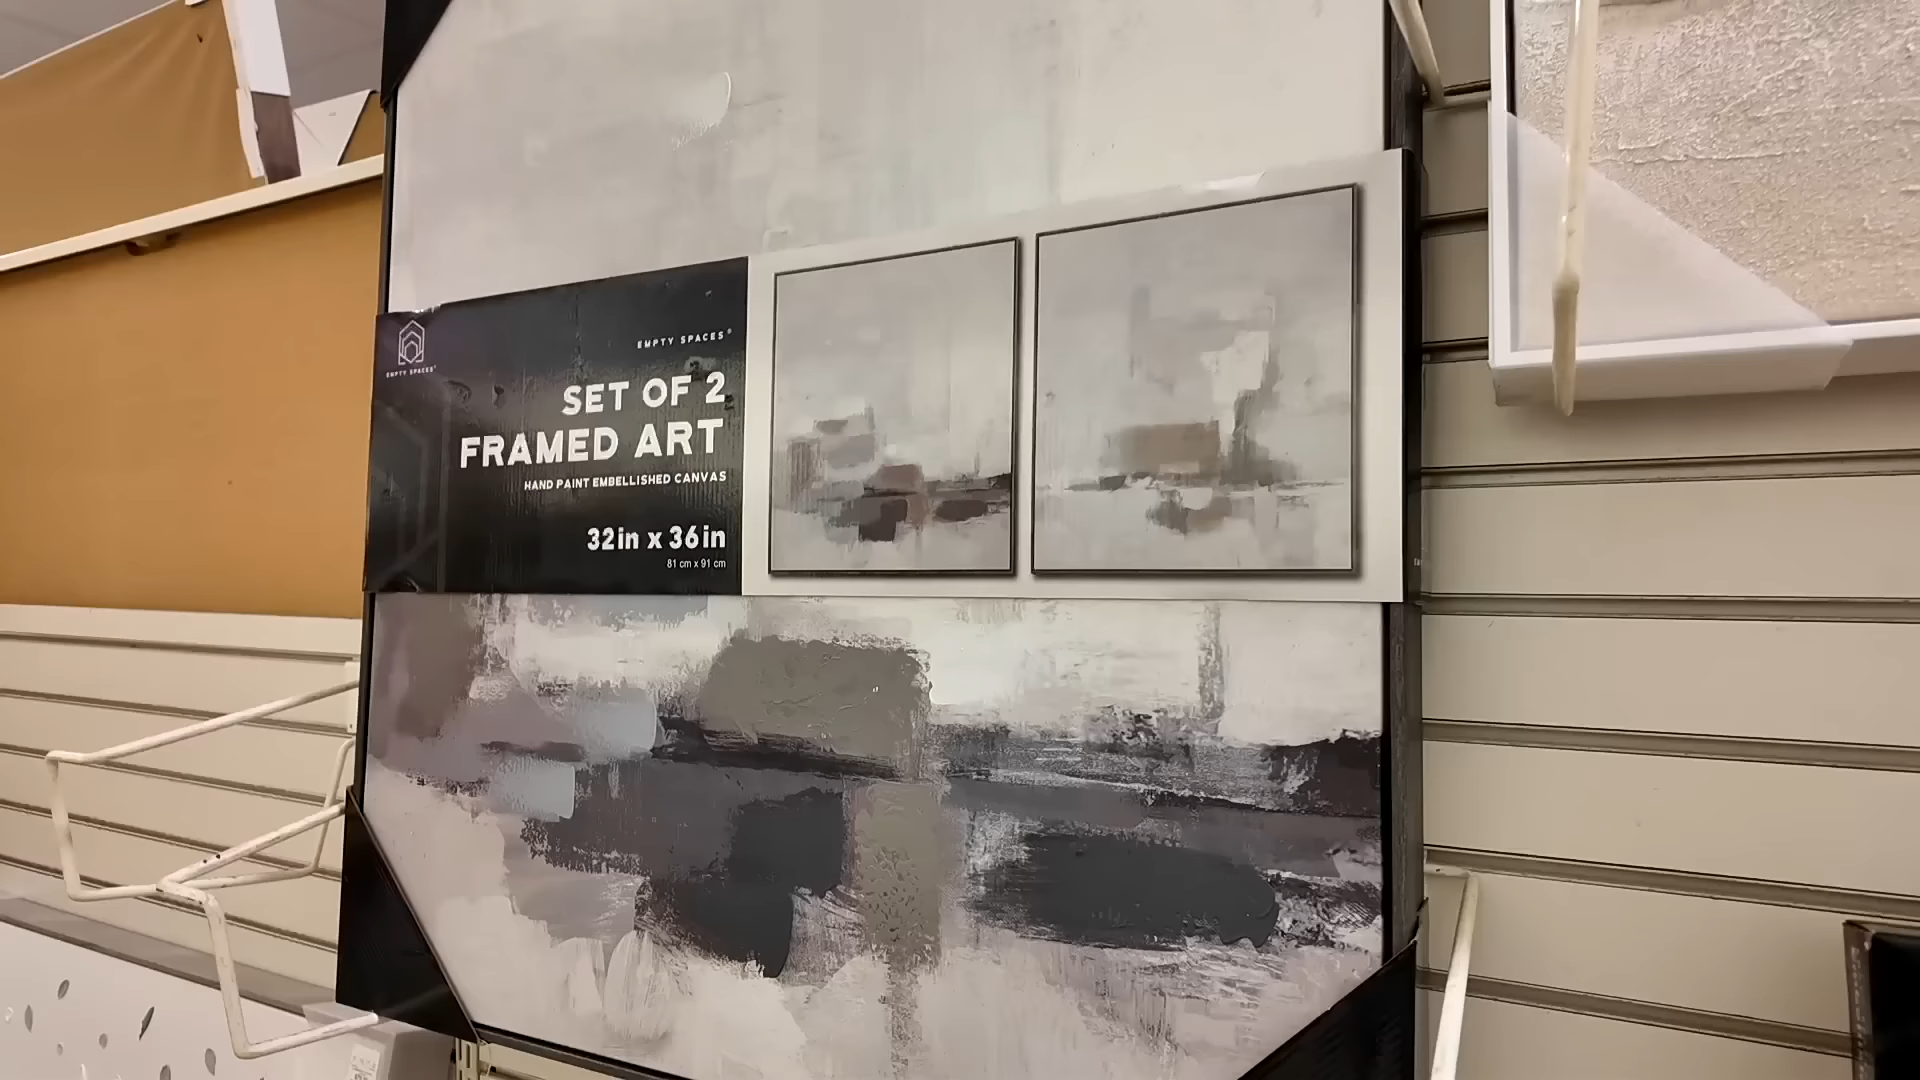 EMPTY SPACES®
EMPTY SPACES®
SET OF 2
FRAMED ART
HAND PAINT EMBELLISHED CANVAS
32in x 36in
81 cm x 91 cm